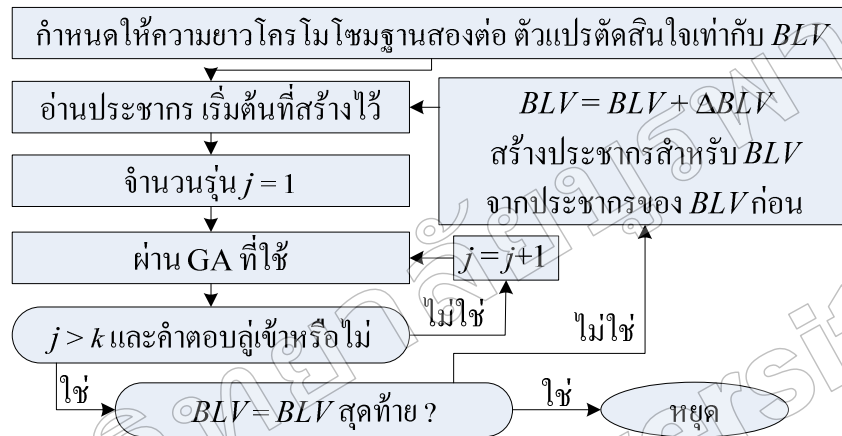 กำหนดให้ความยาวโครโมโซมฐานสองต่อ ตัวแปรตัดสินใจเท่ากับ BLV
อ่านประชากร เริ่มต้นที่สร้างไว้
BLV = BLV + ΔBLV
สร้างประชากรสำหรับ BLV
จากประชากรของ BLV ก่อน
จำนวนรุ่น j = 1
ผ่าน GA ที่ใช้
j = j+1
j > k และคำตอบลู่เข้าหรือไม่
ไม่ใช่
ไม่ใช่
ใช่
BLV = BLV สุดท้าย ?
ใช่
หยุด